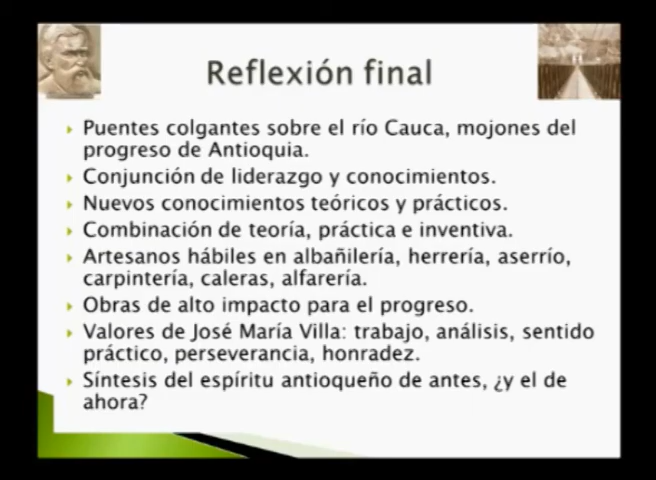 Reflexión final
Puentes colgantes sobre el río Cauca, mojones del
progreso de Antioquia.
Conjunción de liderazgo y conocimientos.
Nuevos conocimientos teóricos y prácticos.
Combinación de teoría, práctica e inventiva.
Artesanos hábiles en albañilería, herrería, aserrío,
carpintería, caleras, alfarería.
Obras de alto impacto para el progreso.
Valores de José María Villa: trabajo, análisis, sentido
práctico, perseverancia, honradez.
Síntesis del espíritu antioqueño de antes, ¿y el de
ahora?